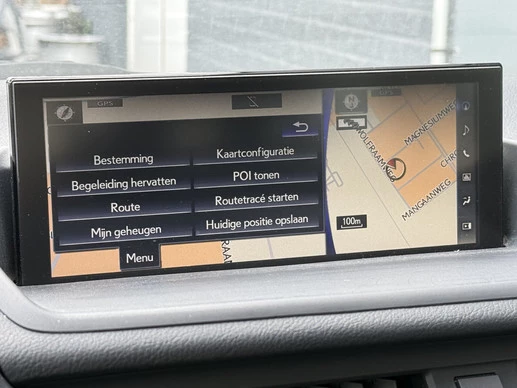 GPS
Bestemming
Kaartconfiguratie
Begeleiding hervatten
POI tonen
Route
Routetracé starten
Mijn geheugen
Huidige positie opslaan
Menu
MAGNESIUMWEG
MANGAANWEG
100m